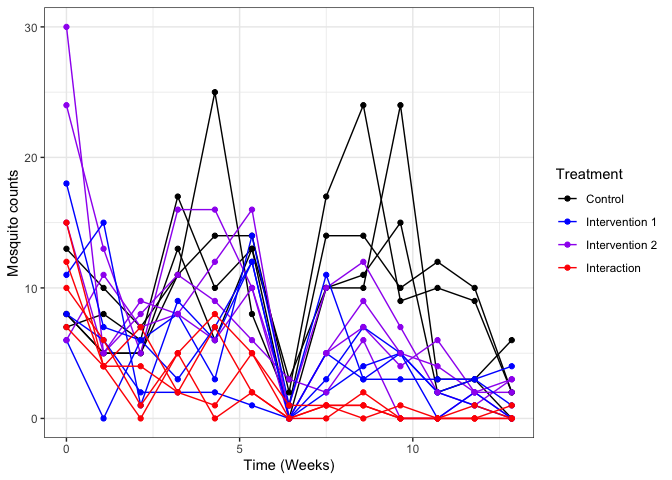 30
20
10
0
Mosquito counts
0
5
10
Time (Weeks)
Treatment
Control
Intervention 1
Intervention 2
Interaction